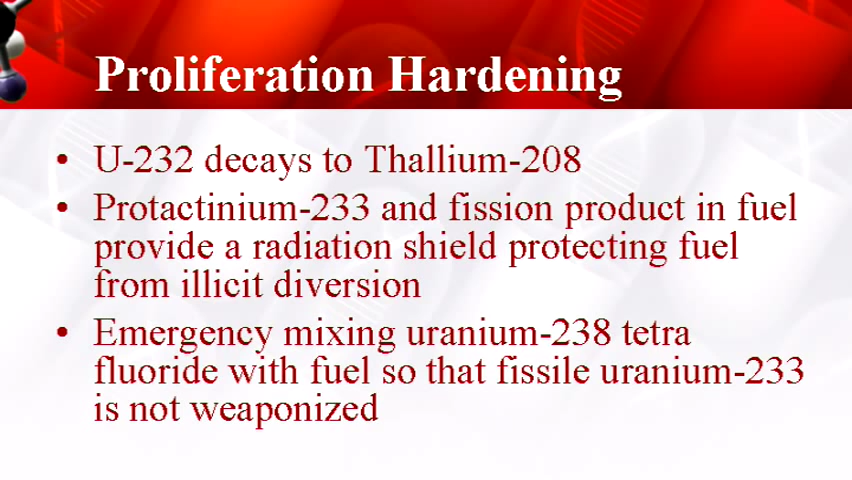 Proliferation Hardening
• U-232 decays to Thallium-208
• Protactinium-233 and fission product in fuel
provide a radiation shield protecting fuel
from illicit diversion
• Emergency mixing uranium-238 tetra
fluoride with fuel so that fissile uranium-233
is not weaponized